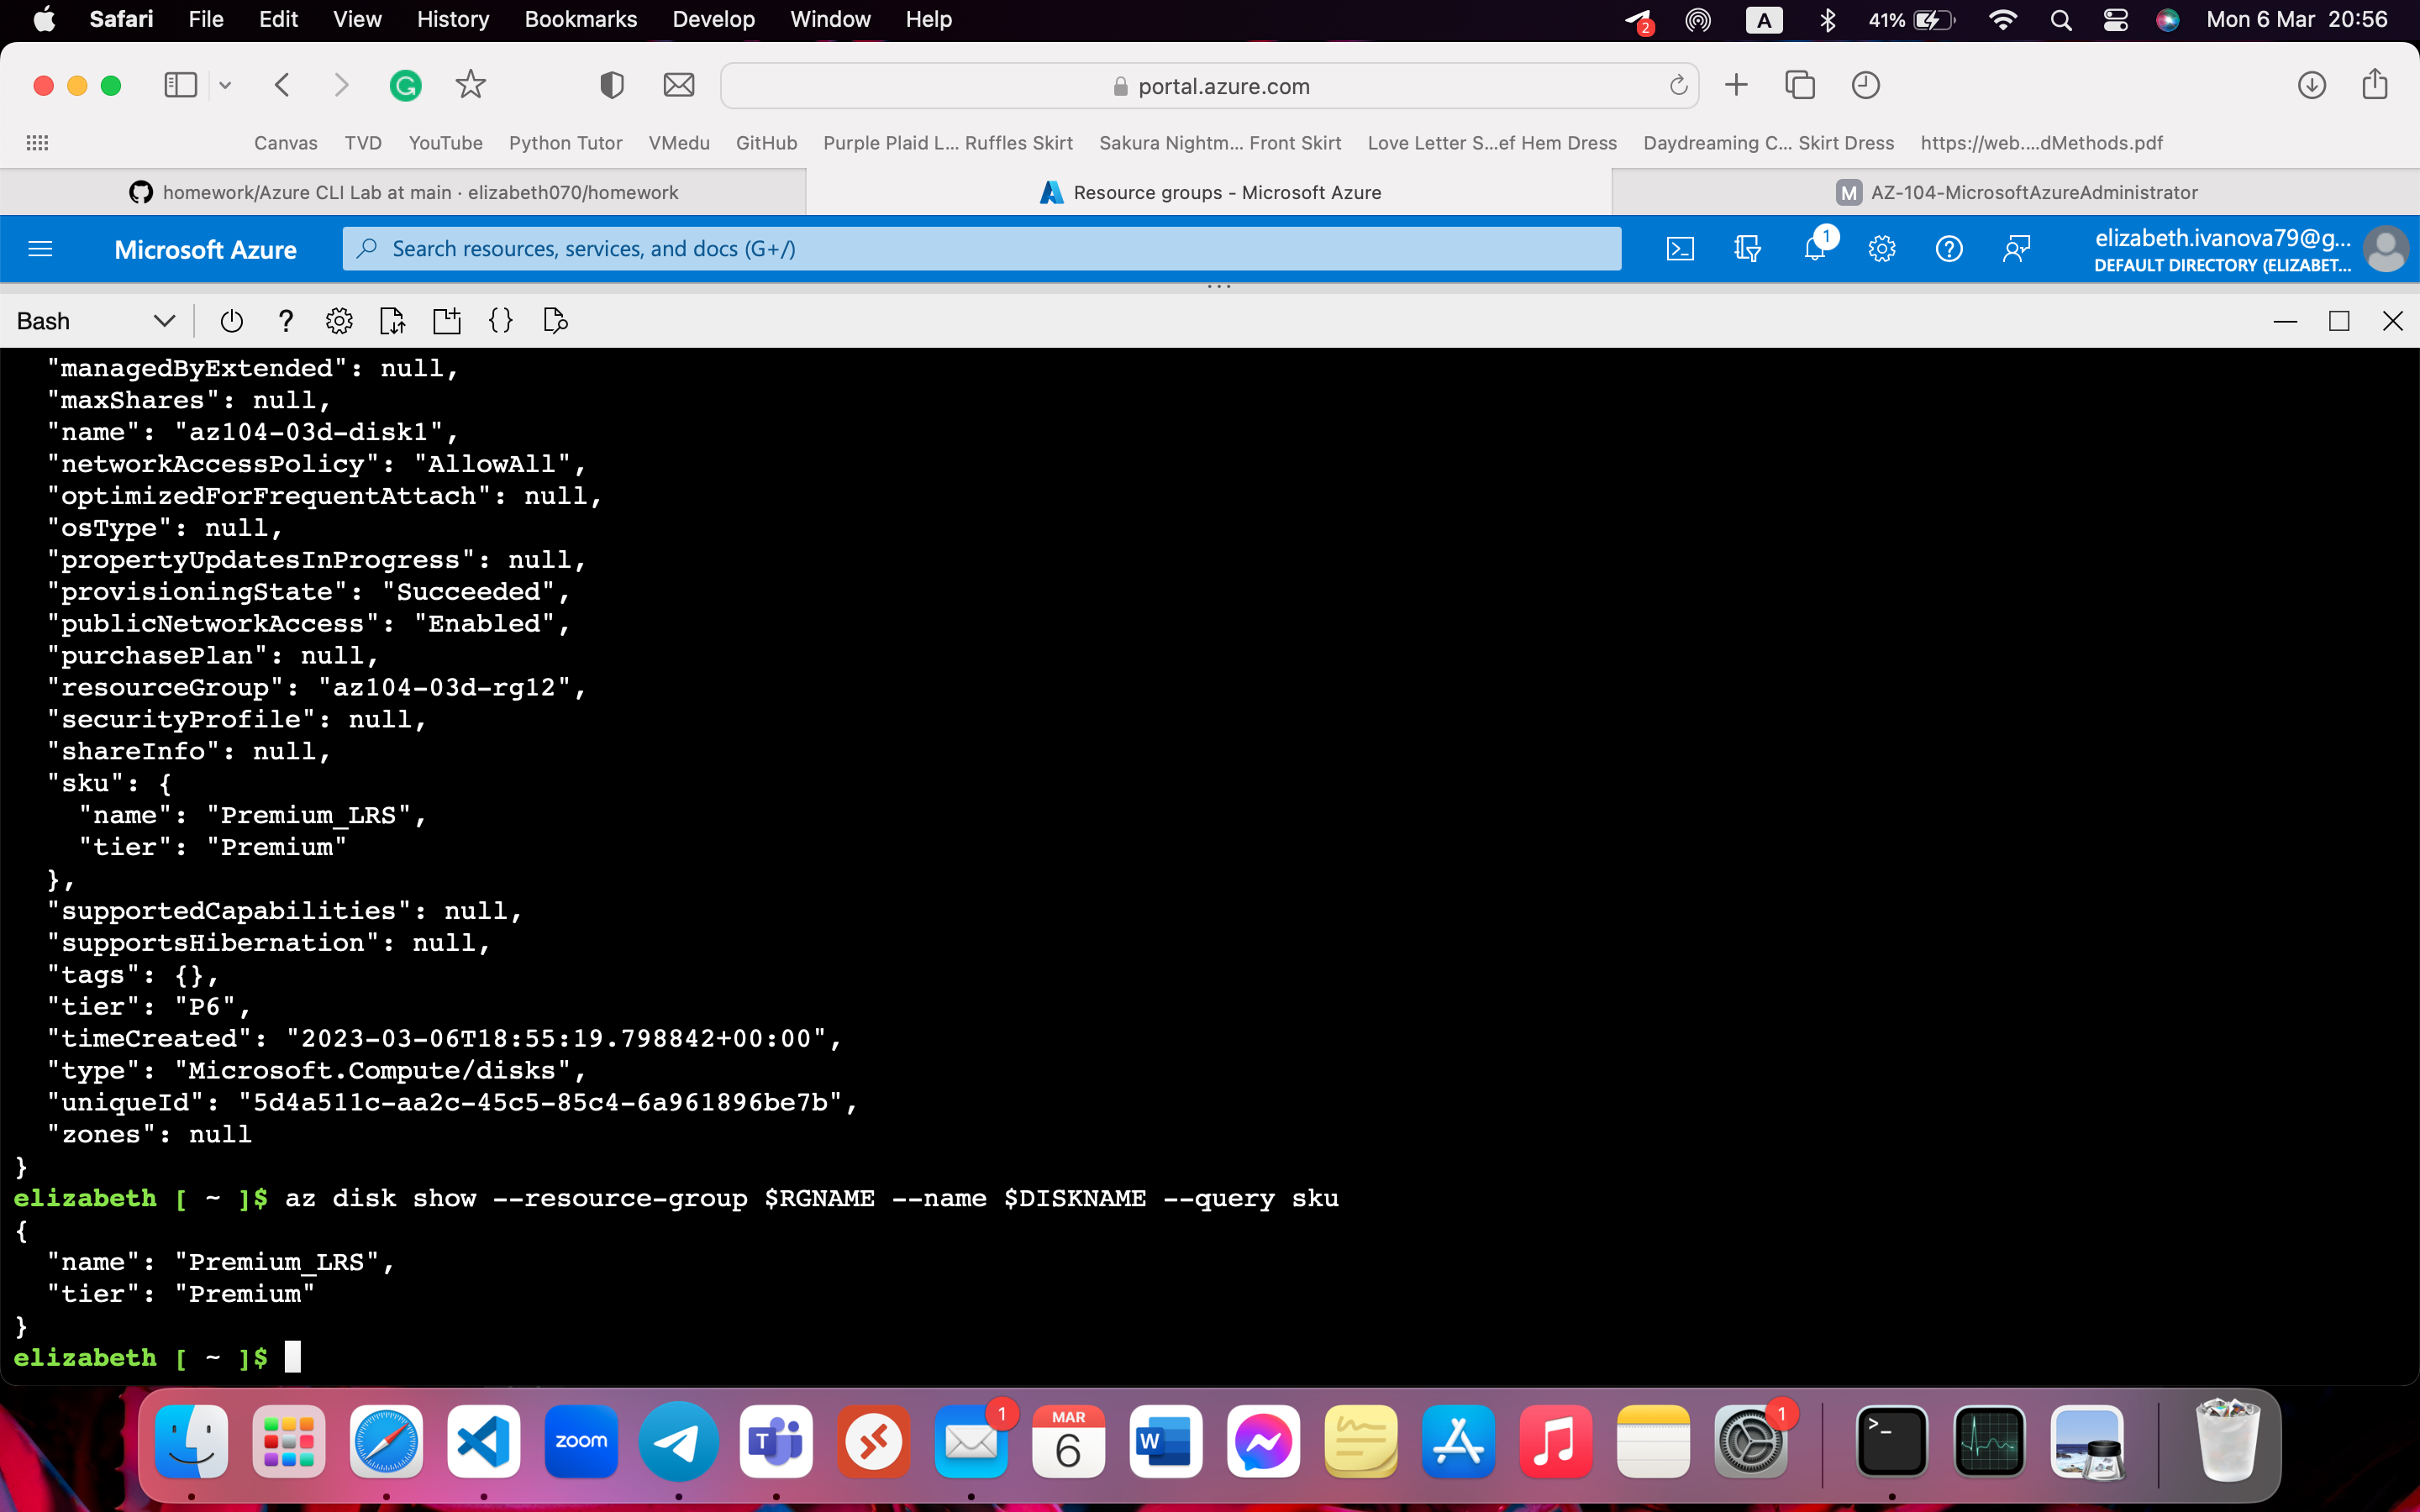 Safari File Edit View History Bookmarks Develop Window Help 2 A 41% Mon 6 Mar 20:56
portal.azure.com
Canvas TVD YouTube Python Tutor VMedu GitHub Purple Plaid L... Ruffles Skirt Sakura Nightm... Front Skirt Love Letter S...ef Hem Dress Daydreaming C... Skirt Dress https://web....dMethods.pdf
homework/Azure CLI Lab at main · elizabeth070/homework Resource groups - Microsoft Azure M AZ-104-MicrosoftAzureAdministrator
Microsoft Azure Search resources, services, and docs (G+/) 1 elizabeth.ivanova79@g...
DEFAULT DIRECTORY (ELIZABET...
Bash
"managedByExtended": null,
"maxShares": null,
"name": "az104-03d-disk1",
"networkAccessPolicy": "AllowAll",
"optimizedForFrequentAttach": null,
"osType": null,
"propertyUpdatesInProgress": null,
"provisioningState": "Succeeded",
"publicNetworkAccess": "Enabled",
"purchasePlan": null,
"resourceGroup": "az104-03d-rg12",
"securityProfile": null,
"shareInfo": null,
"sku": {
"name": "Premium_LRS",
"tier": "Premium"
},
"supportedCapabilities": null,
"supportsHibernation": null,
"tags": {},
"tier": "P6",
"timeCreated": "2023-03-06T18:55:19.798842+00:00",
"type": "Microsoft.Compute/disks",
"uniqueId": "5d4a511c-aa2c-45c5-85c4-6a961896be7b",
"zones": null
}
elizabeth [ ~ ]$ az disk show --resource-group $RGNAME --name $DISKNAME --query sku
{
"name": "Premium_LRS",
"tier": "Premium"
}
elizabeth [ ~ ]$
zoom T 1 MAR 6 W 1 >_